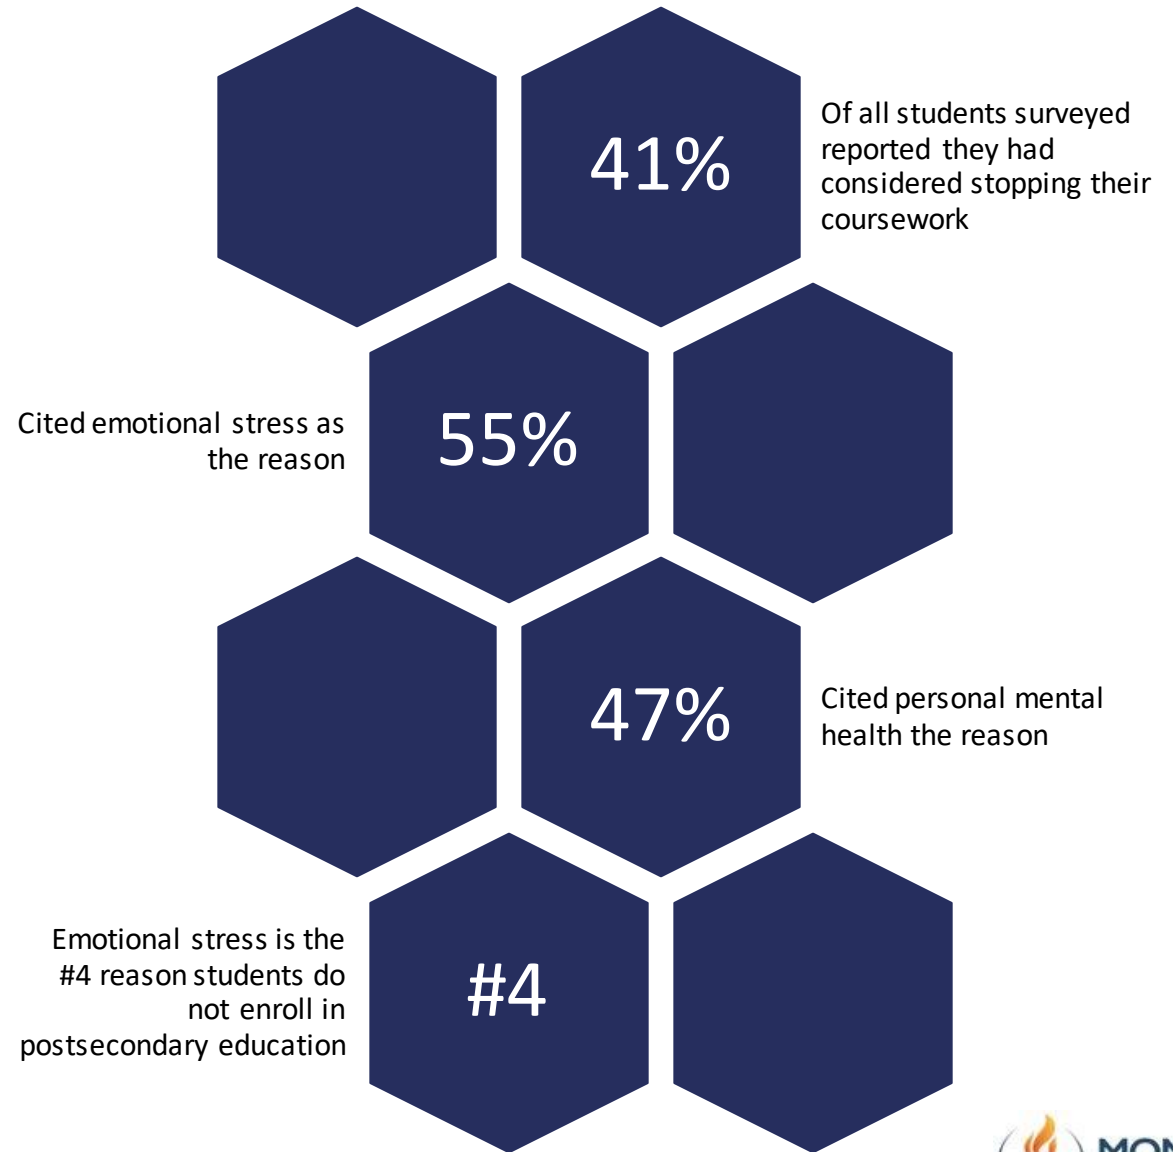 41%
Of all students surveyed
reported they had
considered stopping their
coursework
Cited emotional stress as
the reason
55%
47%
Cited personal mental
health the reason
Emotional stress is the
#4 reason students do
not enroll in
postsecondary education
#4